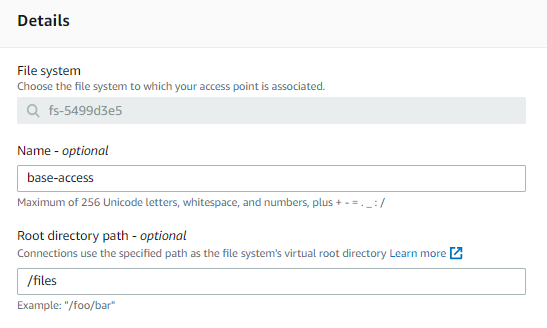 Details
File system
Choose the file system to which your access point is associated.
fs-5499d3e5
Name - optional
base-access
Maximum of 256 Unicode letters, whitespace, and numbers, plus + - = . _ : /
Root directory path - optional
Connections use the specified path as the file system's virtual root directory Learn more
/files
Example: "/foo/bar"